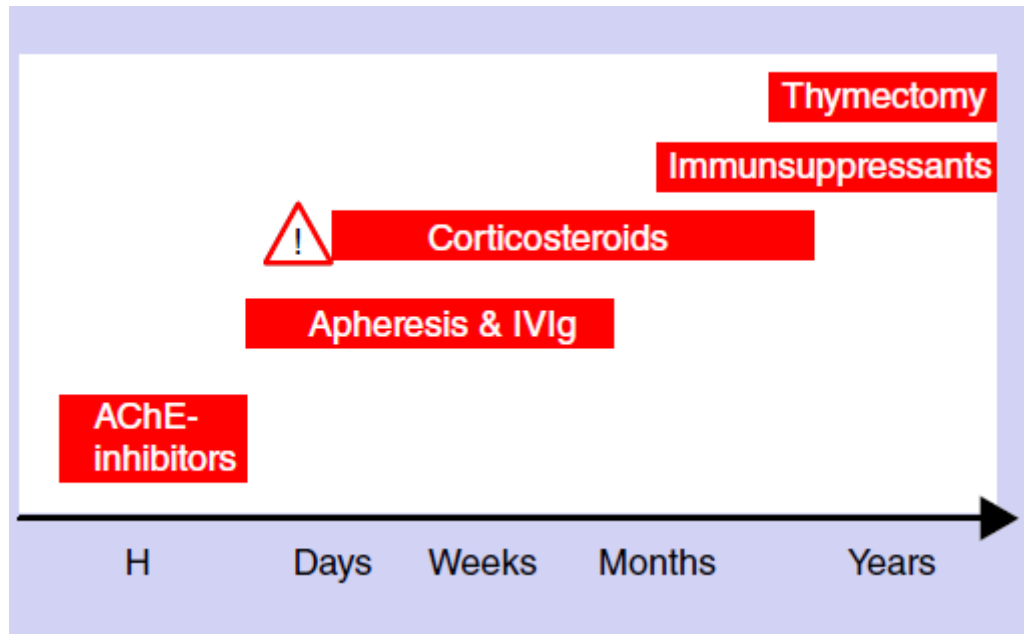 Thymectomy
Immunsuppressants
!
Corticosteroids
Apheresis & IVIg
AChE-
inhibitors
H Days Weeks Months Years